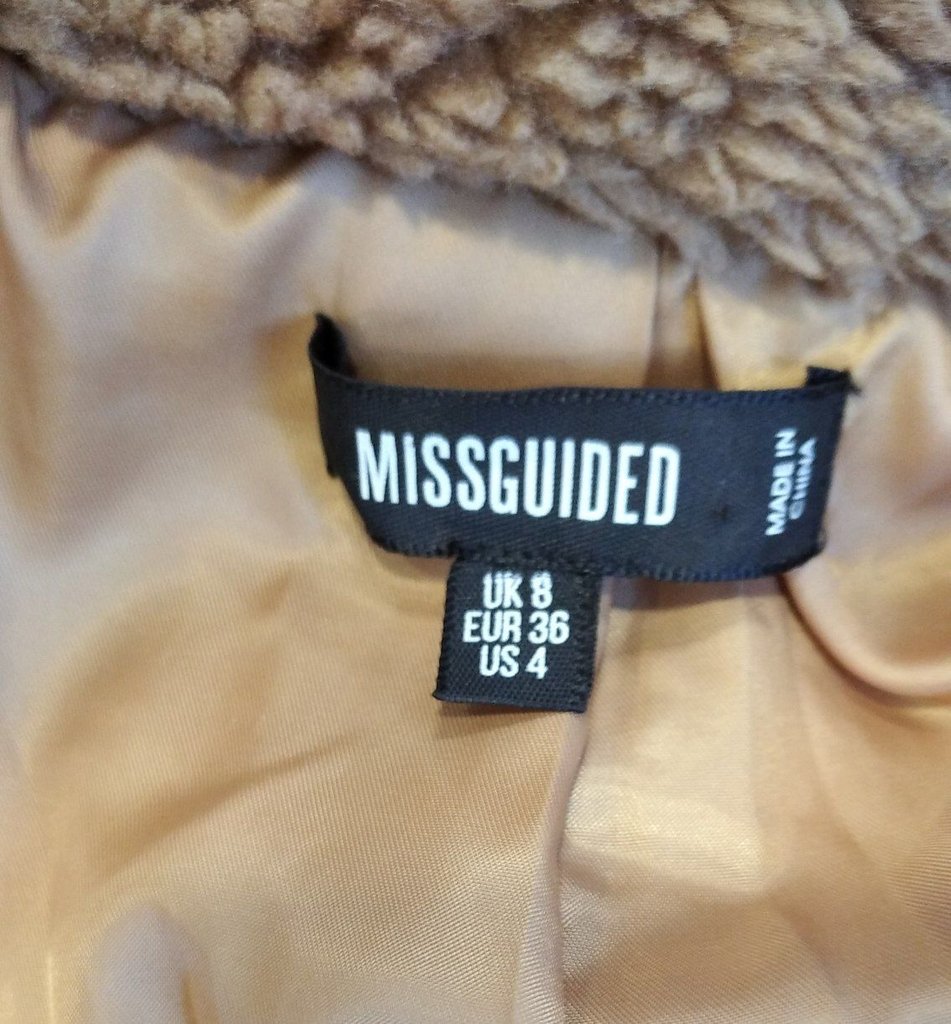 MISSGUIDED
MADE IN
CHINA
UK 8
EUR 36
US 4